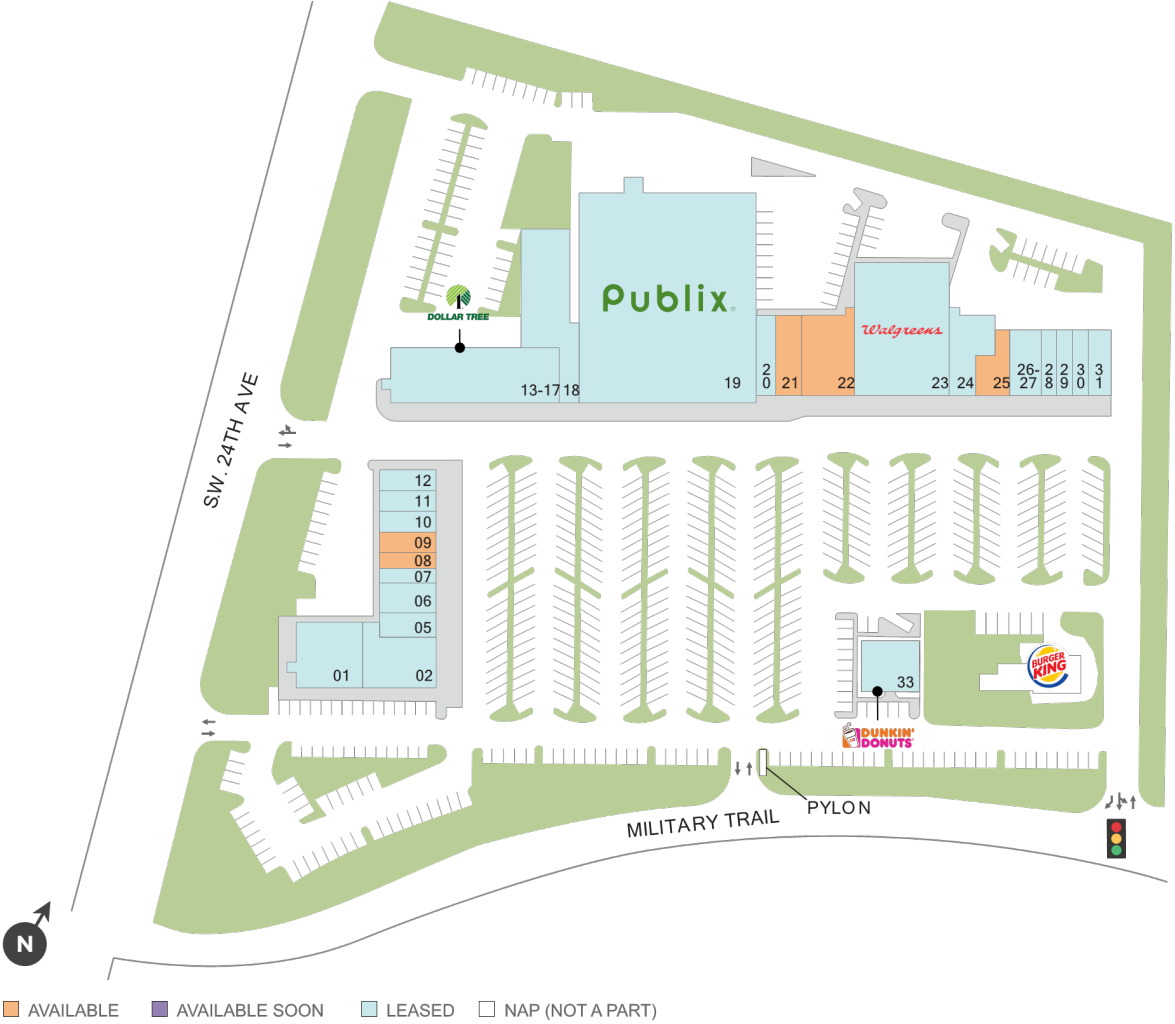 DOLLAR TREE
Publix®
Walgreens
13-17
18
19
20
21
22
23
24
25
26-
27
28
29
30
31
S.W. 24TH AVE
12
11
10
09
08
07
06
05
01
02
33
BURGER
KING
DUNKIN'
DONUTS
PYLON
MILITARY TRAIL
N
AVAILABLE
AVAILABLE SOON
LEASED
NAP (NOT A PART)